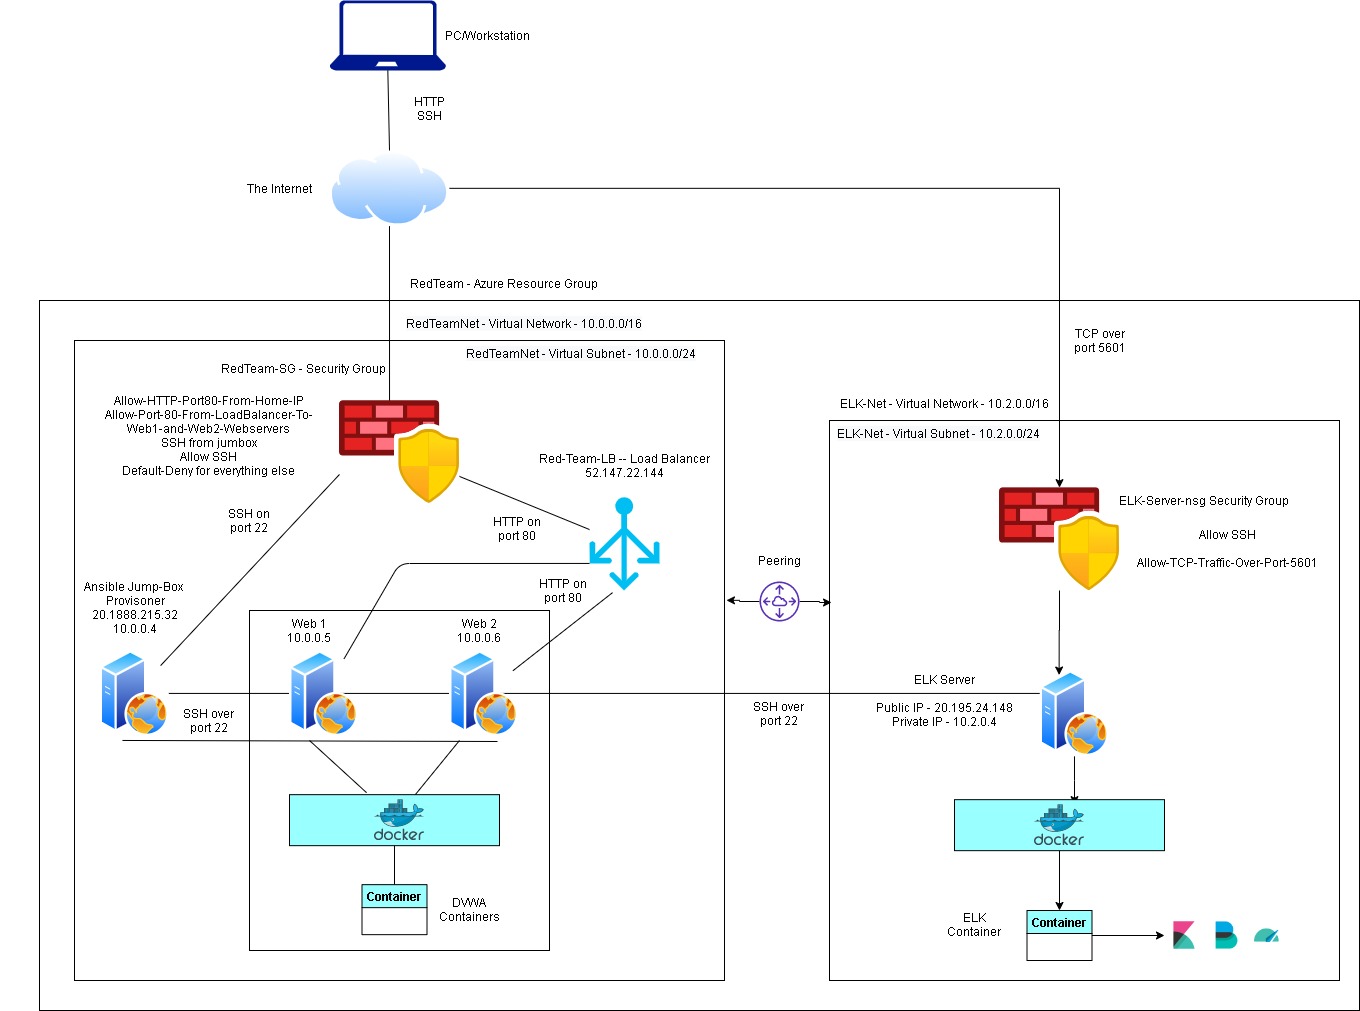 PC/Workstation
HTTP
SSH
The Internet
RedTeam - Azure Resource Group
RedTeamNet - Virtual Network - 10.0.0.0/16
RedTeamNet - Virtual Subnet - 10.0.0.0/24
RedTeam-SG - Security Group
Allow-HTTP-Port80-From-Home-IP
Allow-Port-80-From-LoadBalancer-To-
Web1-and-Web2-Webservers
SSH from jumbox
Allow SSH
Default-Deny for everything else
Red-Team-LB -- Load Balancer
52.147.22.144
SSH on
port 22
HTTP on
port 80
HTTP on
port 80
Ansible Jump-Box
Provisoner
20.1888.215.32
10.0.0.4
Web 1
10.0.0.5
Web 2
10.0.0.6
SSH over
port 22
docker
Container
DVWA
Containers
Peering
SSH over
port 22
TCP over
port 5601
ELK-Net - Virtual Network - 10.2.0.0/16
ELK-Net - Virtual Subnet - 10.2.0.0/24
ELK-Server-nsg Security Group
Allow SSH
Allow-TCP-Traffic-Over-Port-5601
ELK Server
Public IP - 20.195.24.148
Private IP - 10.2.0.4
docker
ELK
Container
Container